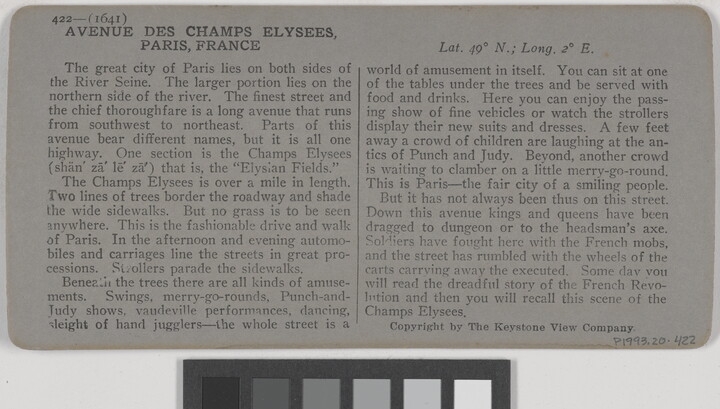 422—(1641)
AVENUE DES CHAMPS ELYSEES,
PARIS, FRANCE
The great city of Paris lies on both sides of
the River Seine. The larger portion lies on the
northern side of the river. The finest street and
the chief thoroughfare is a long avenue that runs
from southwest to northeast. Parts of this
avenue bear different names, but it is all one
highway. One section is the Champs Elysees
(shän′ zā′ lē′ zā′) that is, the "Elysian Fields."
The Champs Elysees is over a mile in length.
Two lines of trees border the roadway and shade
the wide sidewalks. But no grass is to be seen
anywhere. This is the fashionable drive and walk
of Paris. In the afternoon and evening automo-
biles and carriages line the streets in great pro-
cessions. Strollers parade the sidewalks.
Beneath the trees there are all kinds of amuse-
ments. Swings, merry-go-rounds, Punch-and-
Judy shows, vaudeville performances, dancing,
sleight of hand jugglers—the whole street is a
Lat. 49° N.; Long. 2° E.
world of amusement in itself. You can sit at one
of the tables under the trees and be served with
food and drinks. Here you can enjoy the pass-
ing show of fine vehicles or watch the strollers
display their new suits and dresses. A few feet
away a crowd of children are laughing at the an-
tics of Punch and Judy. Beyond, another crowd
is waiting to clamber on a little merry-go-round.
This is Paris—the fair city of a smiling people.
But it has not always been thus on this street.
Down this avenue kings and queens have been
dragged to dungeon or to the headsman's axe.
Soldiers have fought here with the French mobs,
and the street has rumbled with the wheels of the
carts carrying away the executed. Some day you
will read the dreadful story of the French Revo-
lution and then you will recall this scene of the
Champs Elysees.
Copyright by The Keystone View Company.
P1993.20.422